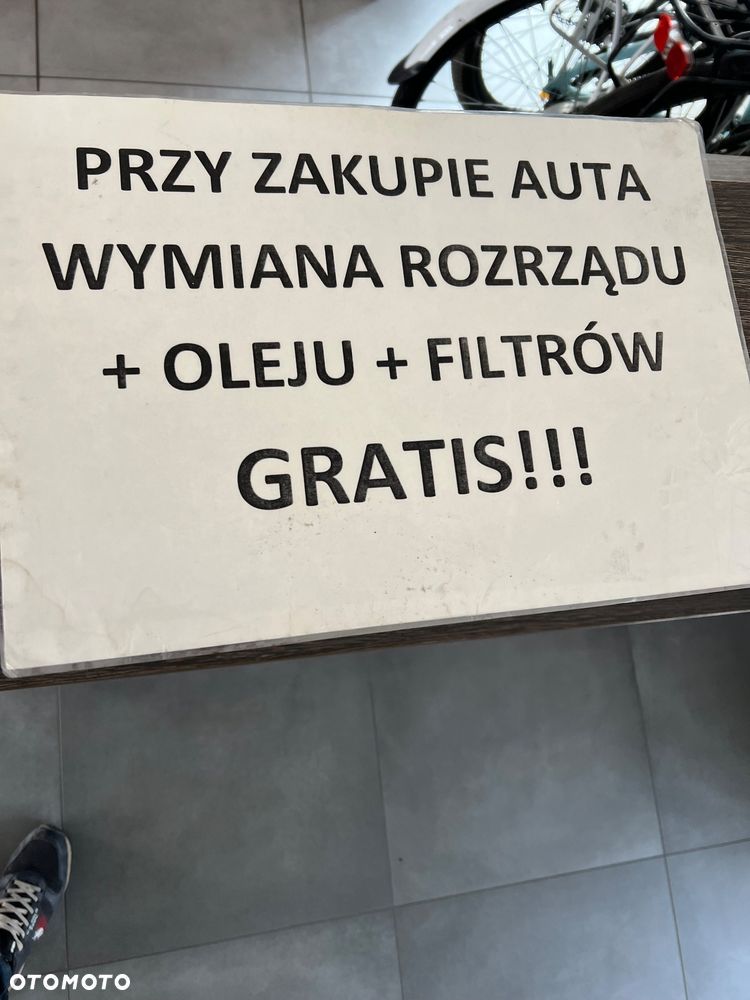 PRZY ZAKUPIE AUTA
WYMIANA ROZRZĄDU
+ OLEJU + FILTRÓW
GRATIS!!!
OTOMOTO